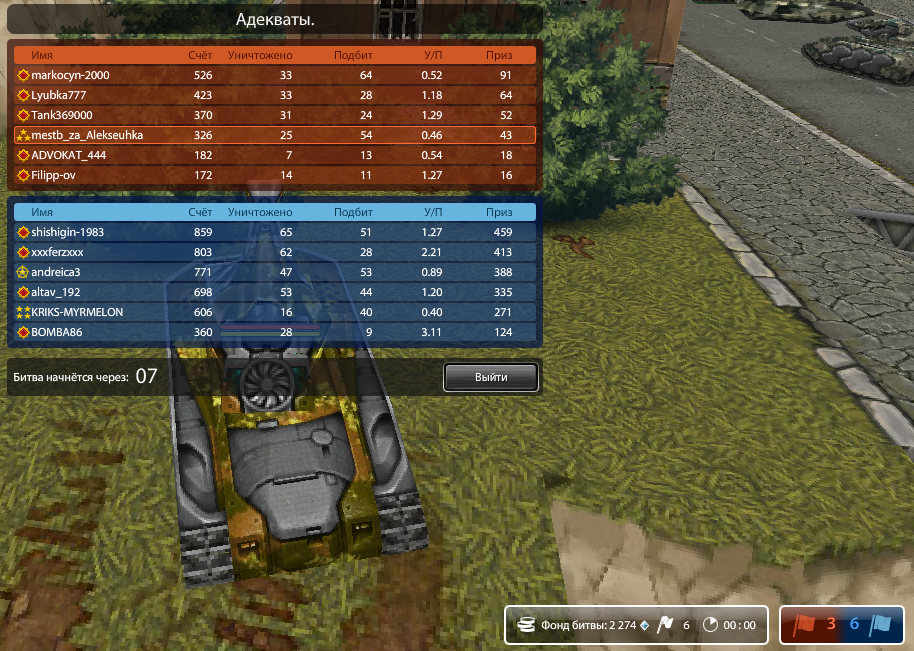 Адекваты.
Имя Счёт Уничтожено Подбит У/П Приз
markocyn-2000 526 33 64 0.52 91
Lyubka777 423 33 28 1.18 64
Tank369000 370 31 24 1.29 52
mestb_za_Alekseuhka 326 25 54 0.46 43
ADVOKAT_444 182 7 13 0.54 18
Filipp-ov 172 14 11 1.27 16
Имя Счёт Уничтожено Подбит У/П Приз
shishigin-1983 859 65 51 1.27 459
xxxferzxxx 803 62 28 2.21 413
andreica3 771 47 53 0.89 388
altav_192 698 53 44 1.20 335
KRIKS-MYRMELON 606 16 40 0.40 271
BOMBA86 360 28 9 3.11 124
Битва начнётся через: 07 Выйти
Фонд битвы: 2 274 6 00 : 00 3 6